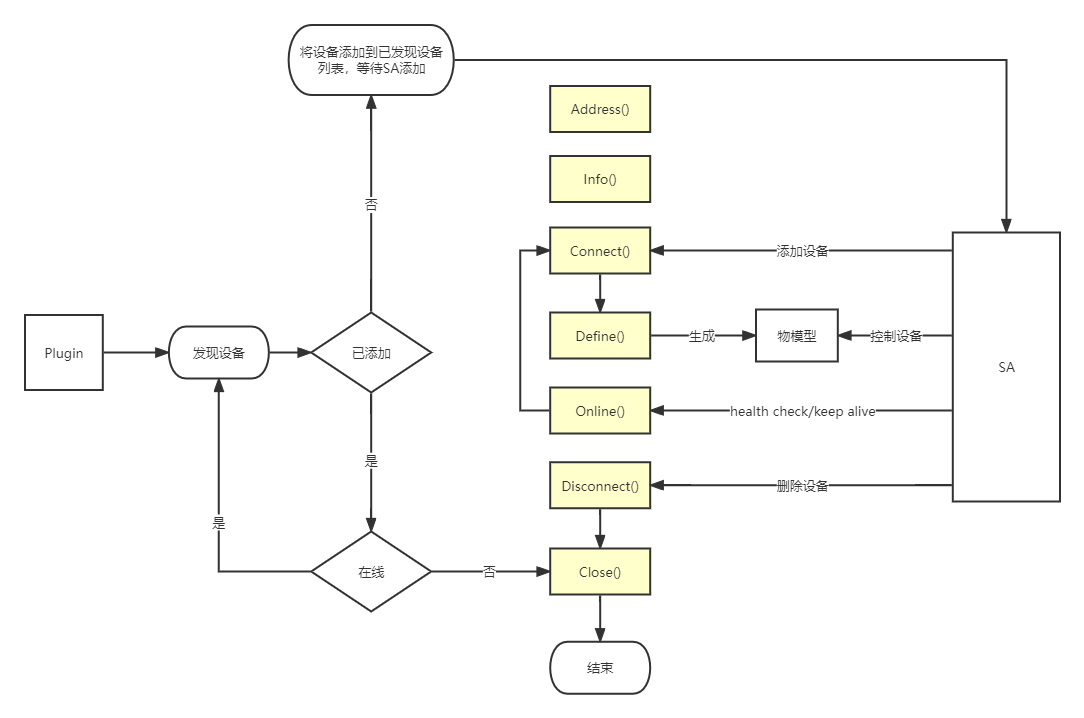 将设备添加到已发现设备
列表，等待SA添加
Address()
Info()
否
Connect()
添加设备
Define()
生成
物模型
控制设备
Plugin
发现设备
已添加
SA
Online()
health check/keep alive
是
Disconnect()
删除设备
是
在线
否
Close()
结束